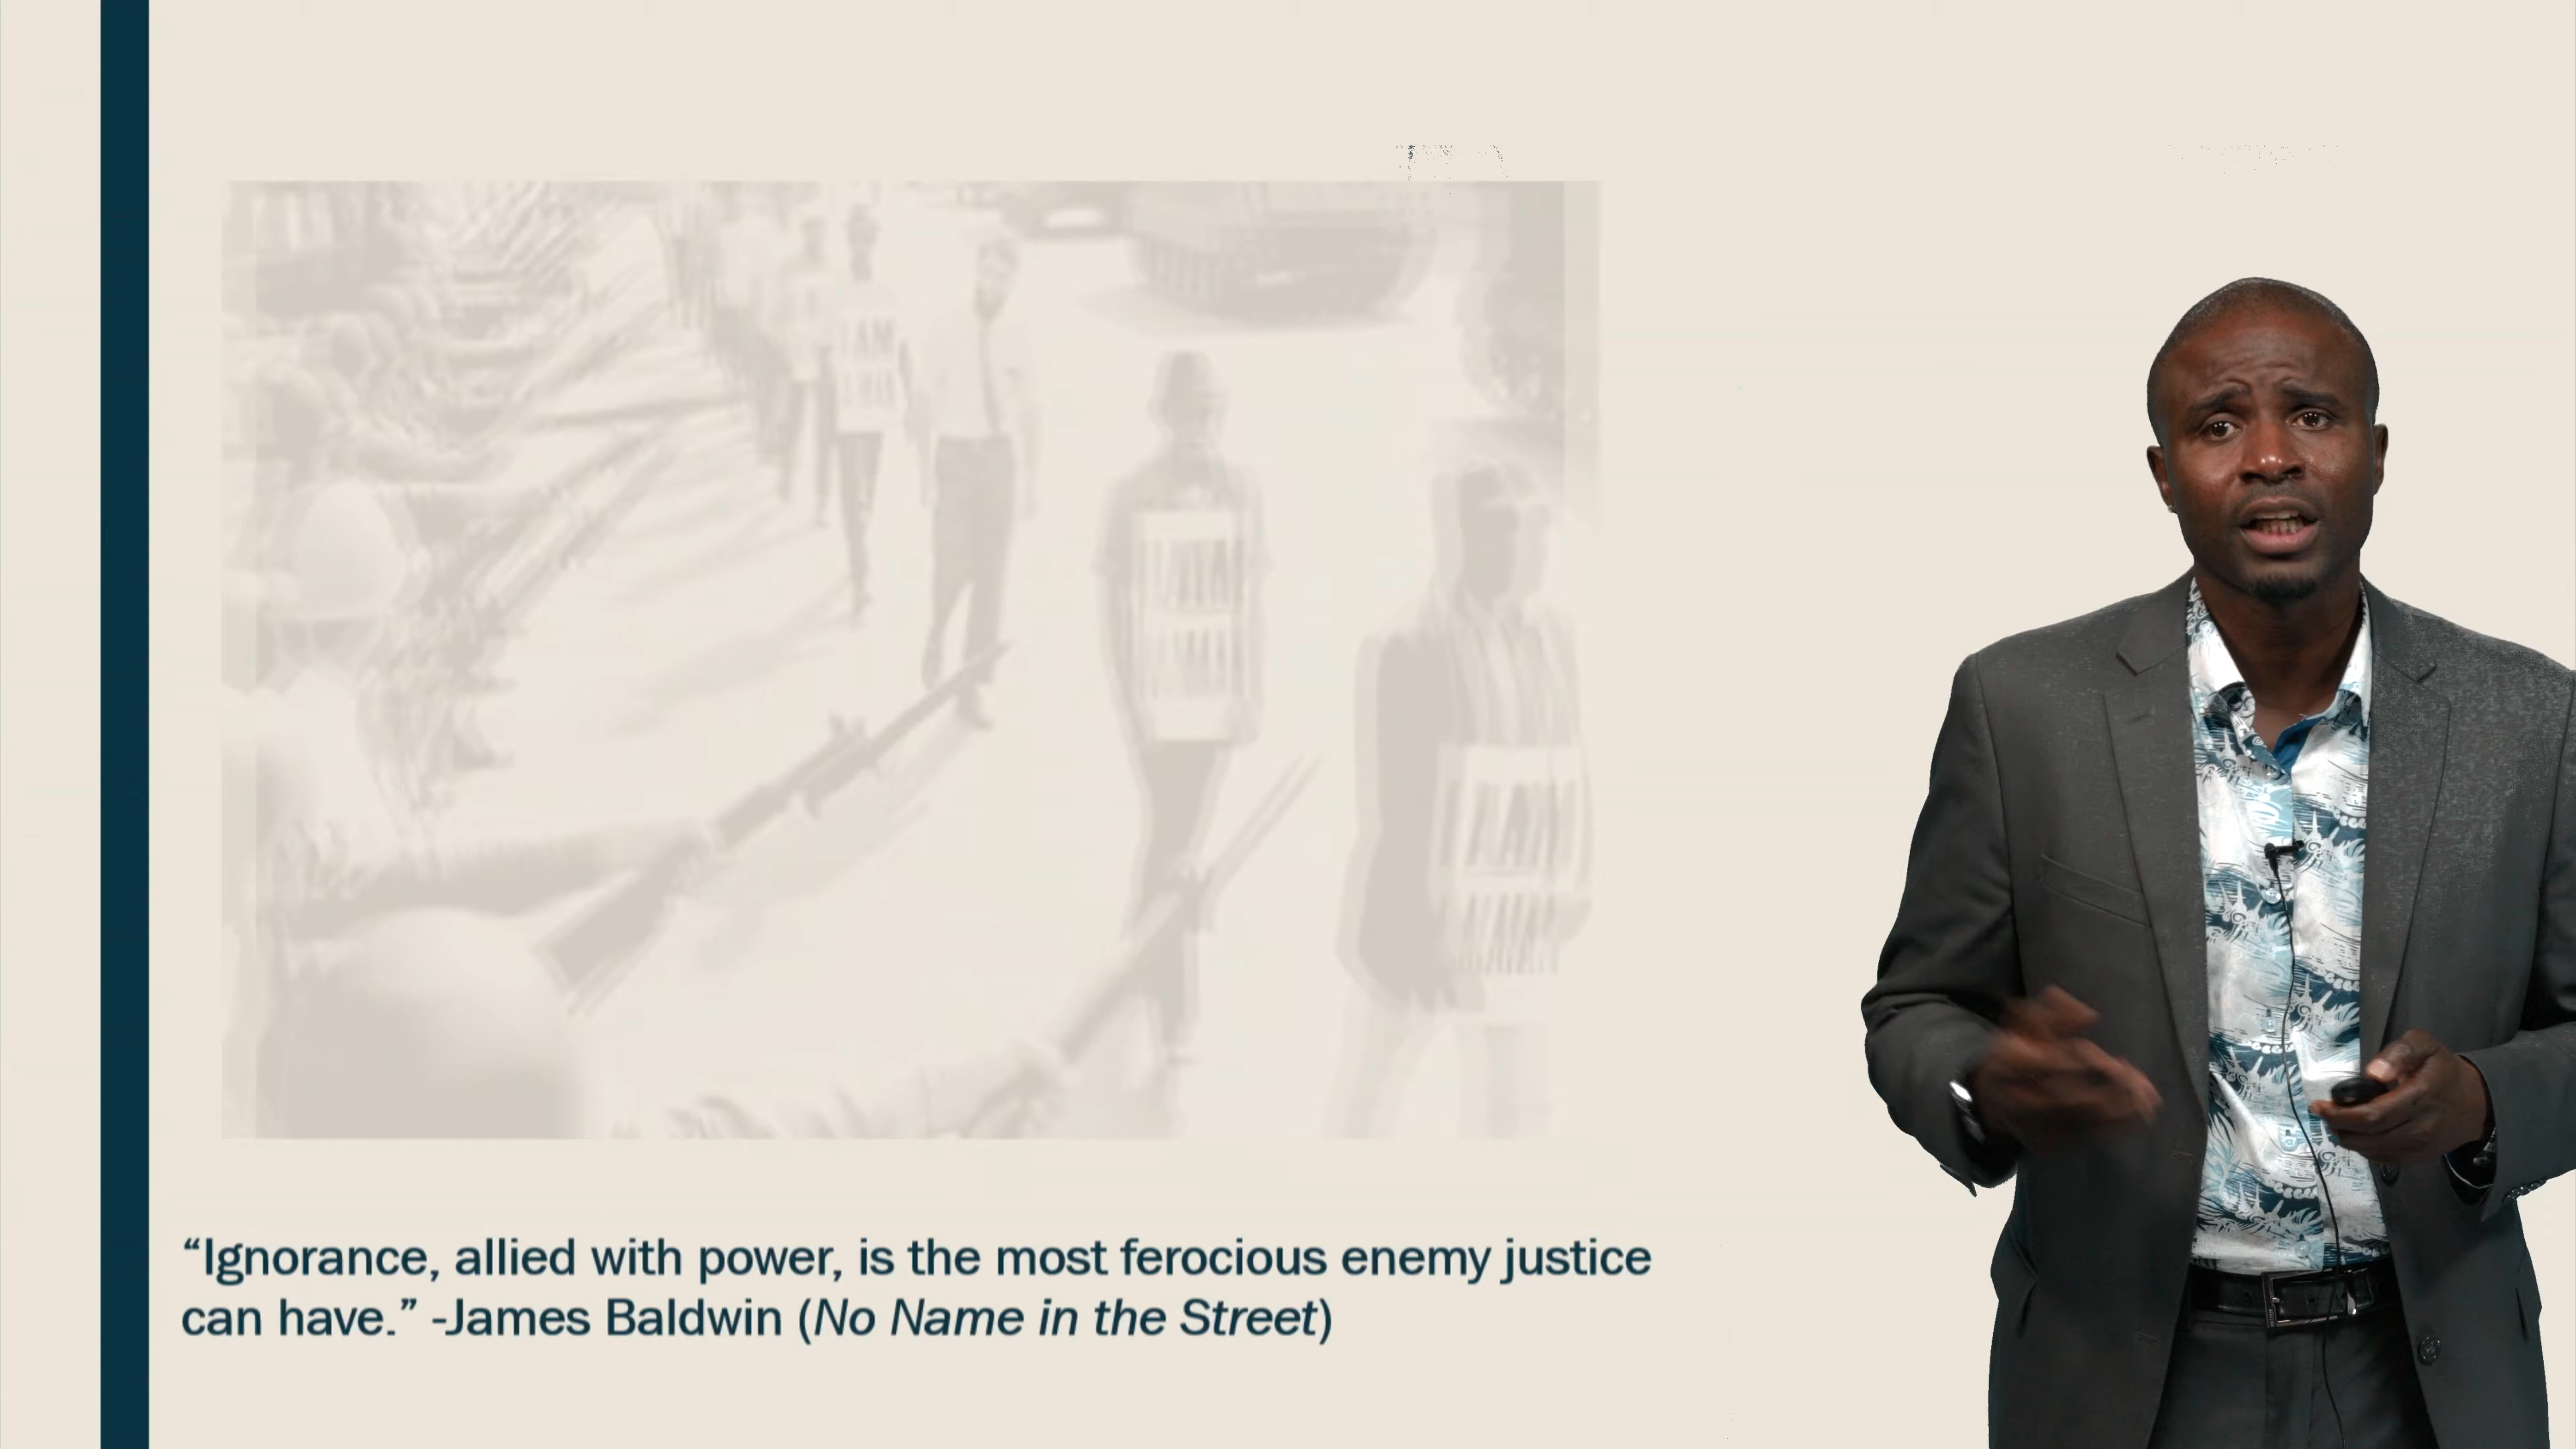 “Ignorance, allied with power, is the most ferocious enemy justice
can have.” -James Baldwin (No Name in the Street)
I AM